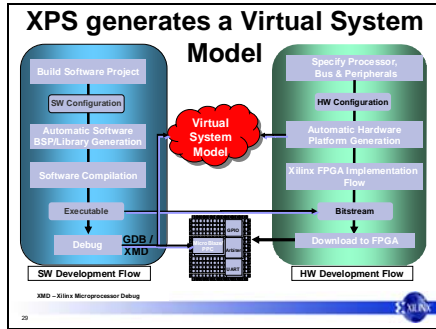 XPS generates a Virtual System
Model
Build Software Project
SW Configuration
Automatic Software
BSP/Library Generation
Software Compilation
Executable
Debug
GDB /
XMD
SW Development Flow
Virtual
System
Model
GPIO
MicroBlaze
PPC
Arbiter
UART
Specify Processor,
Bus & Peripherals
HW Configuration
Automatic Hardware
Platform Generation
Xilinx FPGA Implementation
Flow
Bitstream
Download to FPGA
HW Development Flow
XMD – Xilinx Microprocessor Debug
29
XILINX